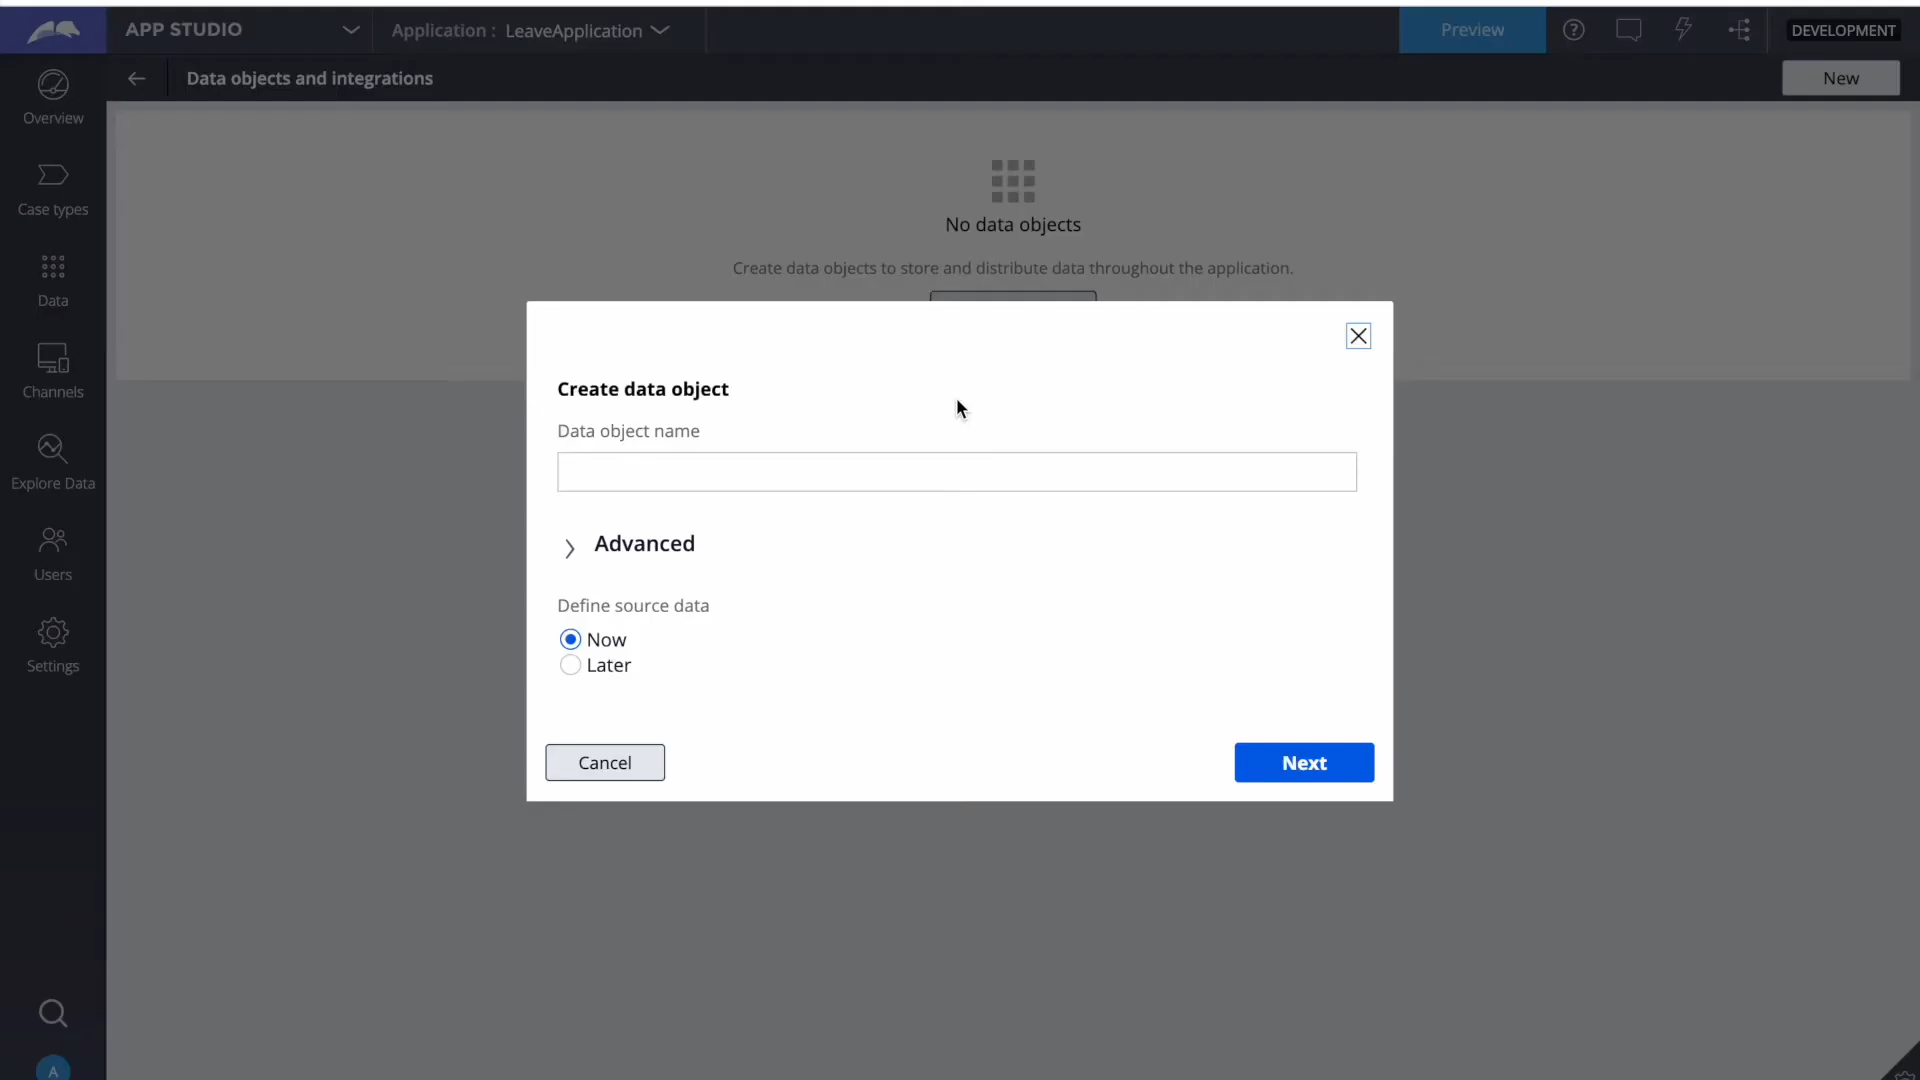 APP STUDIO
Application : LeaveApplication
Preview
DEVELOPMENT
Data objects and integrations
New
Overview
Case types
Data
Channels
Explore Data
Users
Settings
A
No data objects
Create data objects to store and distribute data throughout the application.
Create data object
Data object name
Advanced
Define source data
Now
Later
Cancel
Next